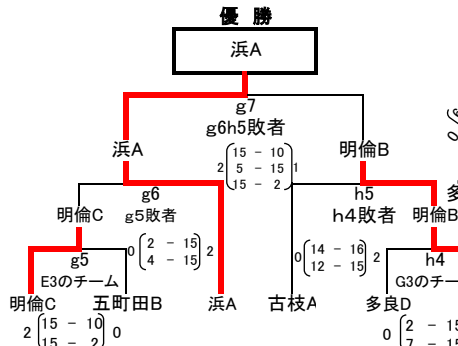 優 勝
浜A
g7
g6h5敗者
浜A
明倫B
2 15 － 10 1
5 － 15
15 － 2
g6
h5
明倫C
g5敗者
h4敗者
明倫B
0 2 － 15 2
4 － 15
0 14 － 16 2
12 － 15
g5
h4
E3のチーム
G3のチー
明倫C
五町田B
浜A
古枝A
多良D
2 15 － 10 0
15 － 2
0 2 － 15
7 － 15